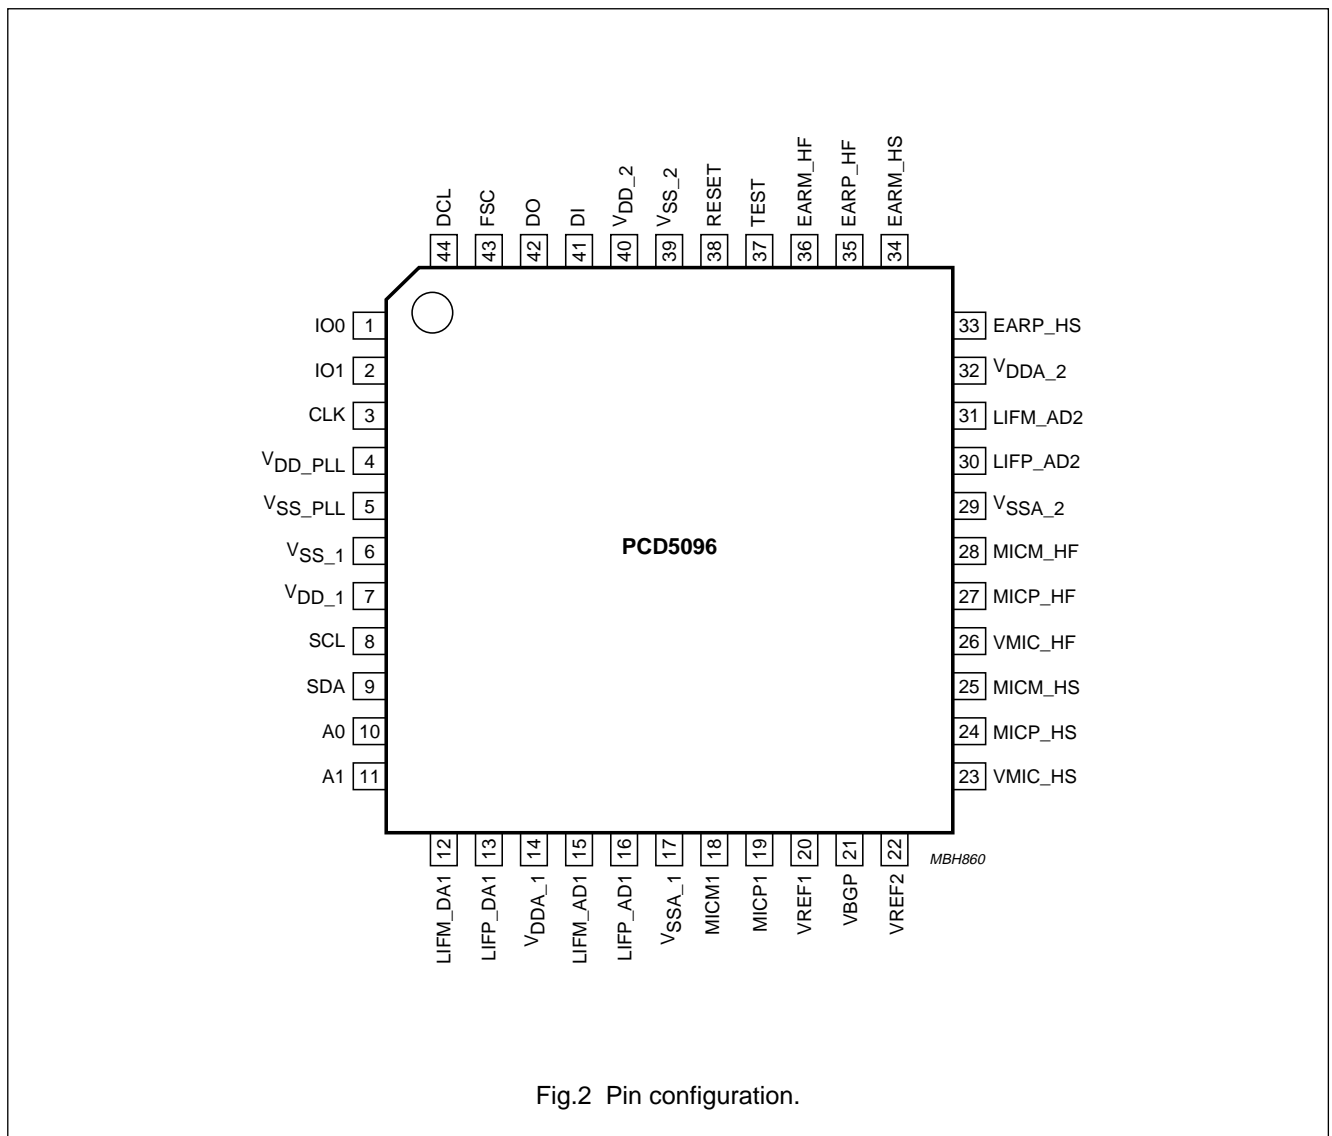 44 DCL
43 FSC
42 DO
41 DI
40 VDD_2
39 VSS_2
38 RESET
37 TEST
36 EARM_HF
35 EARP_HF
34 EARM_HS
IO0 1
IO1 2
CLK 3
VDD_PLL 4
VSS_PLL 5
VSS_1 6
VDD_1 7
SCL 8
SDA 9
A0 10
A1 11
PCD5096
33 EARP_HS
32 VDDA_2
31 LIFM_AD2
30 LIFP_AD2
29 VSSA_2
28 MICM_HF
27 MICP_HF
26 VMIC_HF
25 MICM_HS
24 MICP_HS
23 VMIC_HS
LIFM_DA1 12
LIFP_DA1 13
VDDA_1 14
LIFM_AD1 15
LIFP_AD1 16
VSSA_1 17
MICM1 18
MICP1 19
VREF1 20
VBGP 21
VREF2 22
MBH860
Fig.2 Pin configuration.